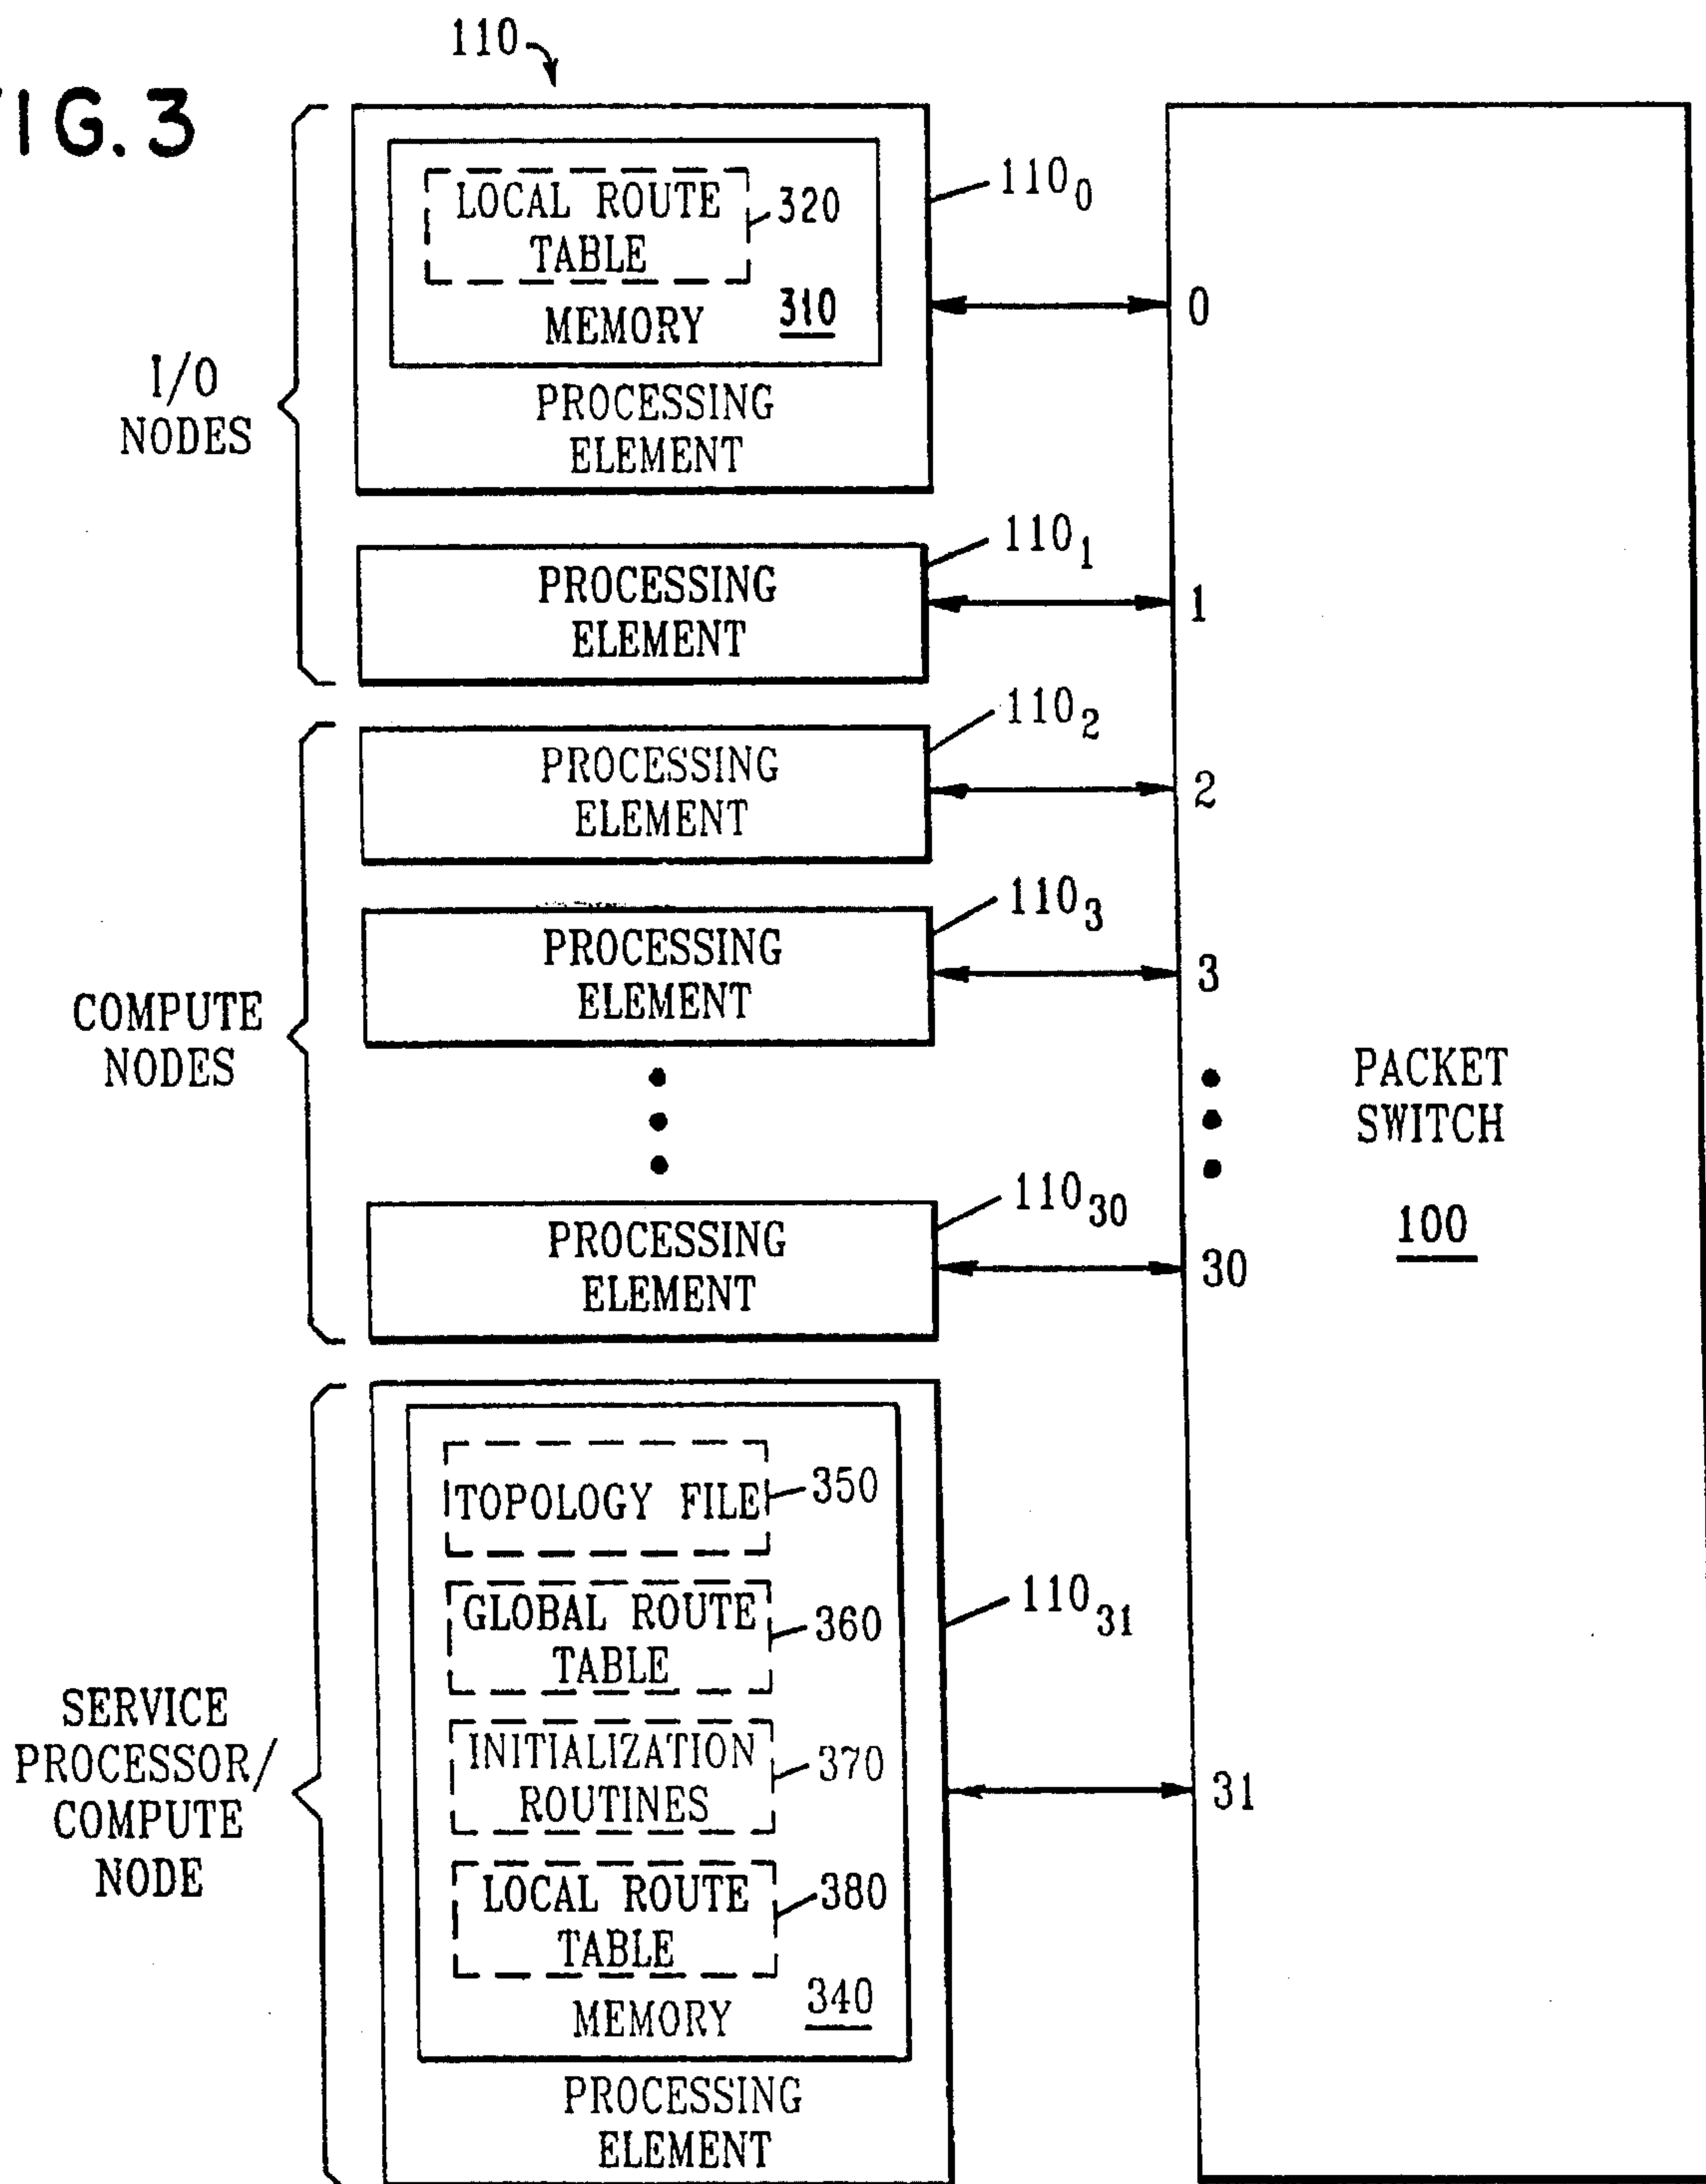 110
FIG. 3
LOCAL ROUTE
TABLE
320
MEMORY
310
PROCESSING
ELEMENT
110₀
0
I/O
NODES
PROCESSING
ELEMENT
110₁
1
PROCESSING
ELEMENT
110₂
2
PROCESSING
ELEMENT
110₃
3
COMPUTE
NODES
PACKET
SWITCH
100
PROCESSING
ELEMENT
110₃₀
30
TOPOLOGY FILE
350
GLOBAL ROUTE
TABLE
360
INITIALIZATION
ROUTINES
370
LOCAL ROUTE
TABLE
380
MEMORY
340
PROCESSING
ELEMENT
110₃₁
31
SERVICE
PROCESSOR/
COMPUTE
NODE